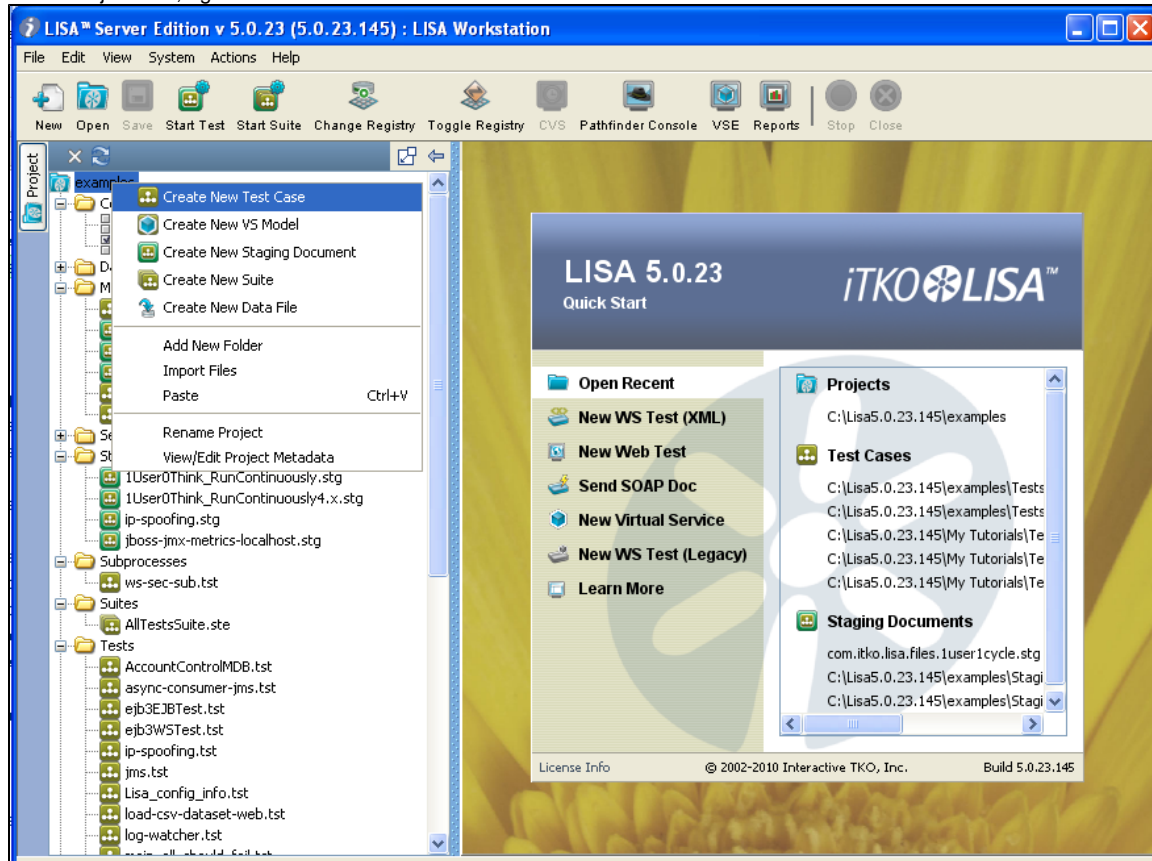 LISA™ Server Edition v 5.0.23 (5.0.23.145) : LISA Workstation
File Edit View System Actions Help
New Open Save Start Test Start Suite Change Registry Toggle Registry CVS Pathfinder Console VSE Reports Stop Close
Project
examples
Create New Test Case
Create New VS Model
Create New Staging Document
Create New Suite
Create New Data File
Add New Folder
Import Files
Paste Ctrl+V
Rename Project
View/Edit Project Metadata
1User0Think_RunContinuously.stg
1User0Think_RunContinuously4.x.stg
ip-spoofing.stg
jboss-jmx-metrics-localhost.stg
Subprocesses
ws-sec-sub.tst
Suites
AllTestsSuite.ste
Tests
AccountControlMDB.tst
async-consumer-jms.tst
ejb3EJBTest.tst
ejb3WSTest.tst
ip-spoofing.tst
jms.tst
Lisa_config_info.tst
load-csv-dataset-web.tst
log-watcher.tst
LISA 5.0.23
Quick Start
iTKO LISA™
Open Recent
New WS Test (XML)
New Web Test
Send SOAP Doc
New Virtual Service
New WS Test (Legacy)
Learn More
Projects
C:\Lisa5.0.23.145\examples
Test Cases
C:\Lisa5.0.23.145\examples\Tests
C:\Lisa5.0.23.145\examples\Tests
C:\Lisa5.0.23.145\My Tutorials\Te
C:\Lisa5.0.23.145\My Tutorials\Te
C:\Lisa5.0.23.145\My Tutorials\Te
Staging Documents
com.itko.lisa.files.1user1cycle.stg
C:\Lisa5.0.23.145\examples\Stagi
C:\Lisa5.0.23.145\examples\Stagi
License Info © 2002-2010 Interactive TKO, Inc. Build 5.0.23.145